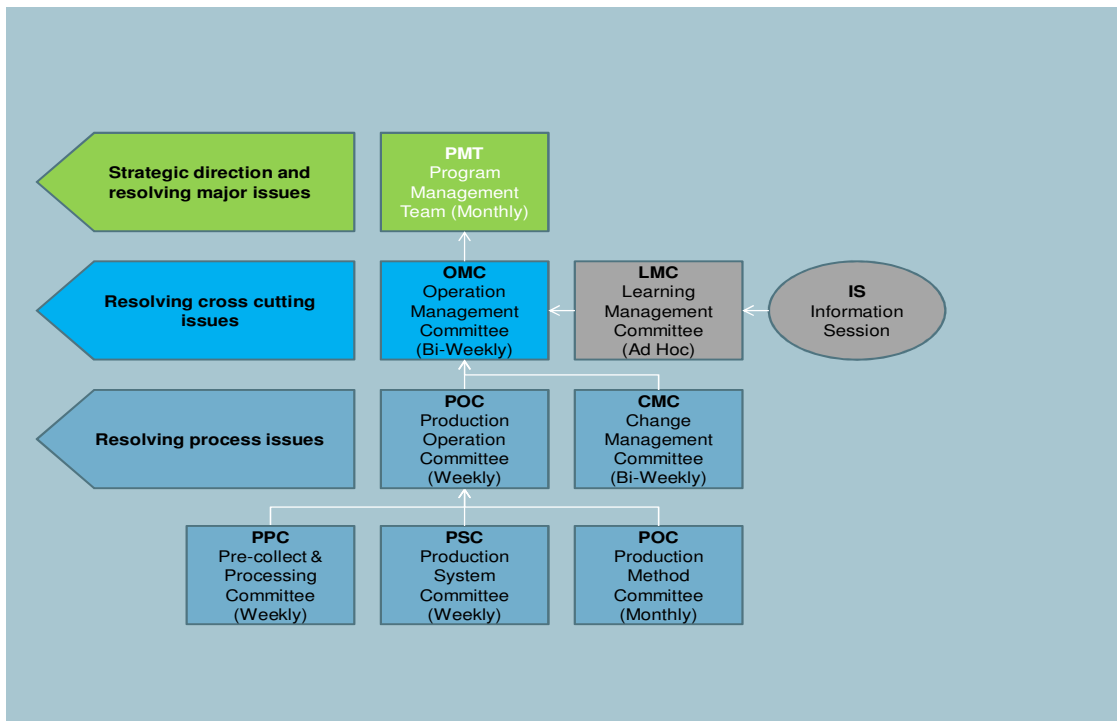 Strategic direction and
resolving major issues
PMT
Program
Management
Team (Monthly)
Resolving cross cutting
issues
OMC
Operation
Management
Committee
(Bi-Weekly)
LMC
Learning
Management
Committee
(Ad Hoc)
IS
Information
Session
Resolving process issues
POC
Production
Operation
Committee
(Weekly)
CMC
Change
Management
Committee
(Bi-Weekly)
PPC
Pre-collect &
Processing
Committee
(Weekly)
PSC
Production
System
Committee
(Weekly)
POC
Production
Method
Committee
(Monthly)